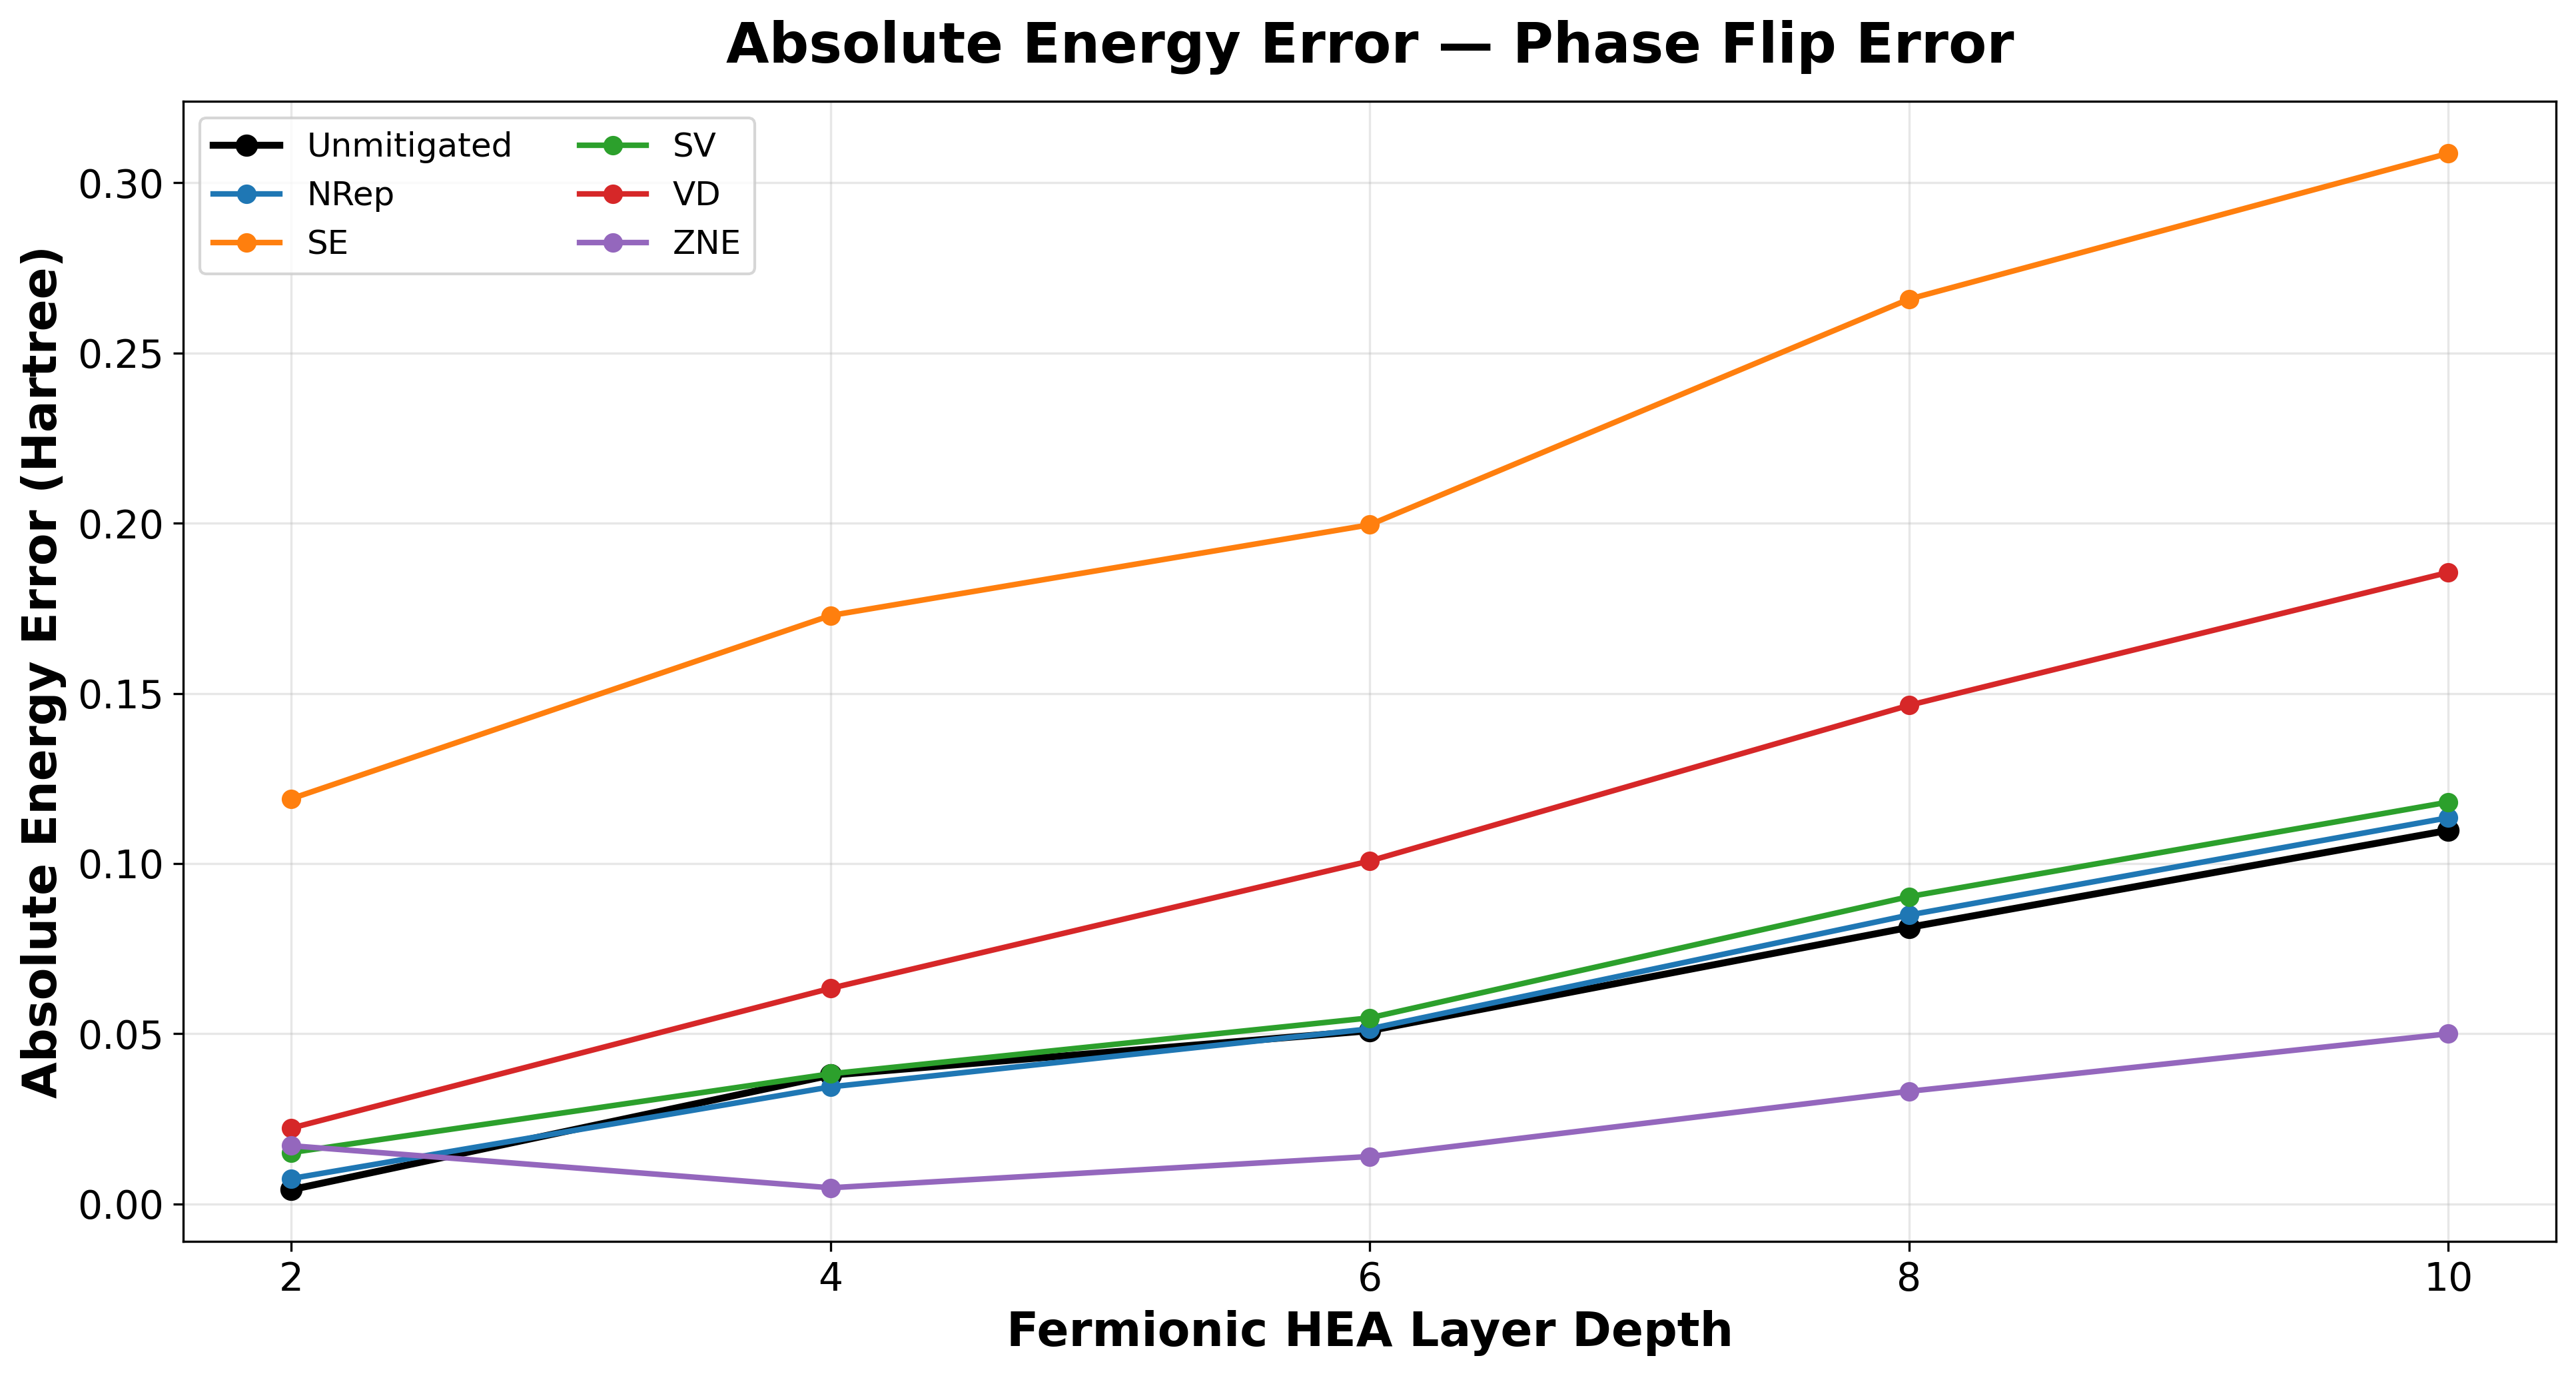 Absolute Energy Error — Phase Flip Error
Unmitigated
NRep
SE
SV
VD
ZNE
Absolute Energy Error (Hartree)
0.30
0.25
0.20
0.15
0.10
0.05
0.00
2 4 6 8 10
Fermionic HEA Layer Depth